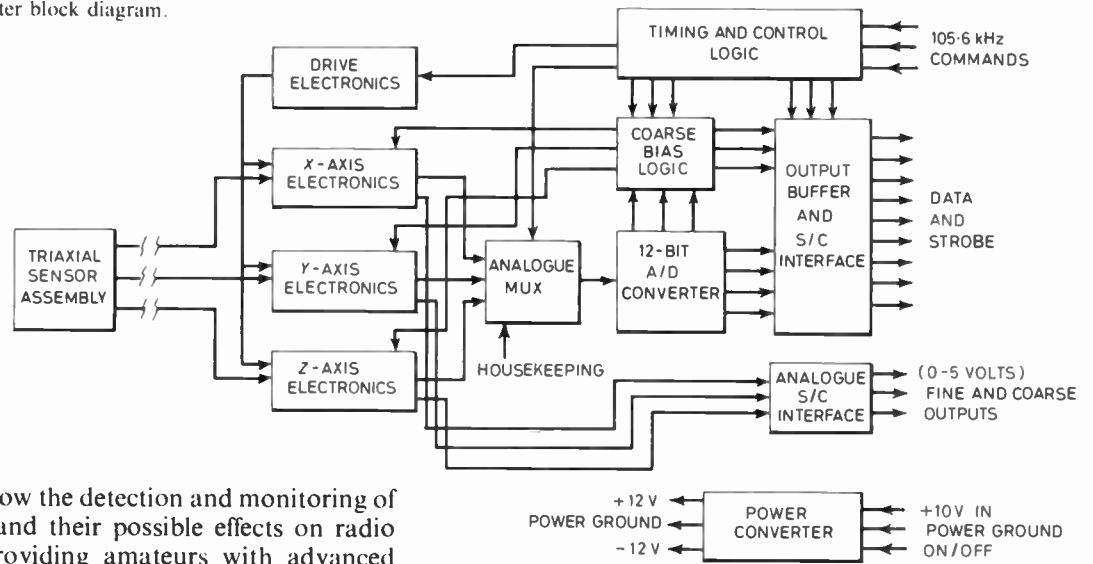 ter block diagram.
TIMING AND CONTROL
LOGIC
105·6 kHz
COMMANDS
DRIVE
ELECTRONICS
COARSE
BIAS
LOGIC
X-AXIS
ELECTRONICS
OUTPUT
BUFFER
AND
S/C
INTERFACE
DATA
AND
STROBE
TRIAXIAL
SENSOR
ASSEMBLY
Y-AXIS
ELECTRONICS
ANALOGUE
MUX
12-BIT
A/D
CONVERTER
Z-AXIS
ELECTRONICS
HOUSEKEEPING
ANALOGUE
S/C
INTERFACE
(0-5 VOLTS)
FINE AND COARSE
OUTPUTS
ow the detection and monitoring of
and their possible effects on radio
roviding amateurs with advanced
+12 V
POWER GROUND
-12 V
POWER
CONVERTER
+10V IN
POWER GROUND
ON/OFF